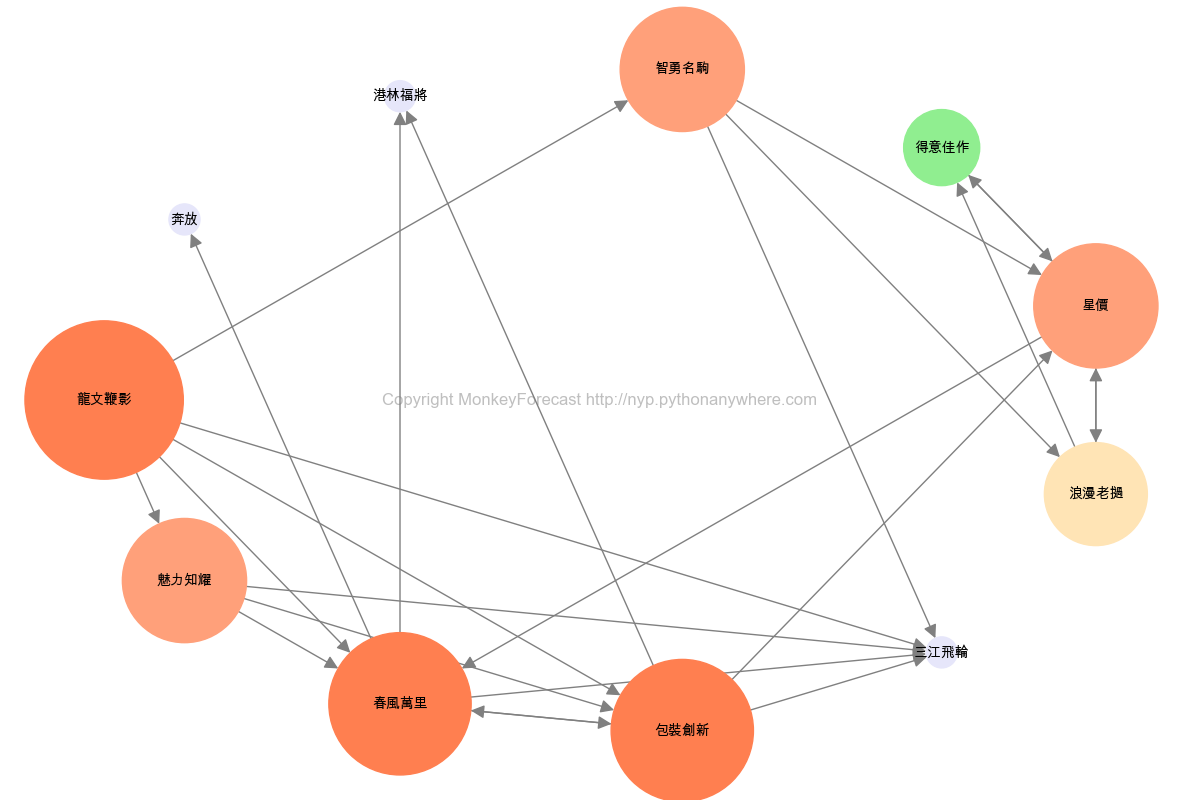 智勇名駒
港林福將
得意佳作
奔放
星價
龍文鞭影
Copyright MonkeyForecast http://nyp.pythonanywhere.com
浪漫老撾
魅力知耀
三江飛輪
春風萬里
包裝創新